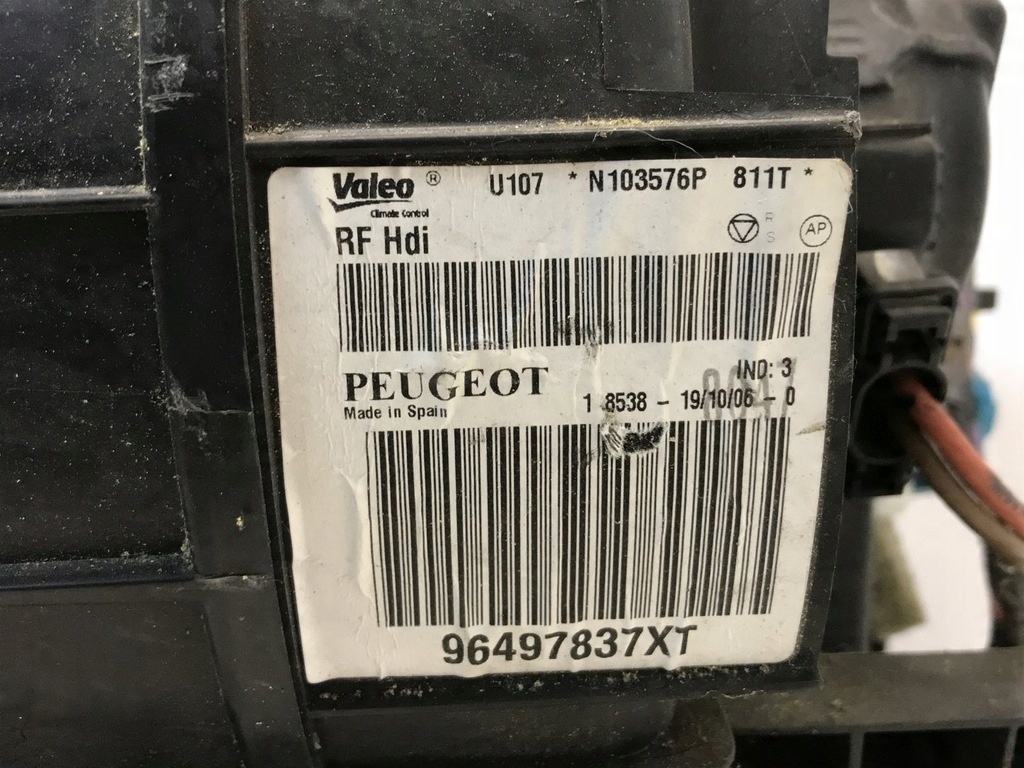 Valeo ® U107 * N103576P 811T *
Climate Control
RF Hdi
R
S
AP
PEUGEOT
IND: 3
Made in Spain
1 8538 - 19/10/06 - 0
96497837XT